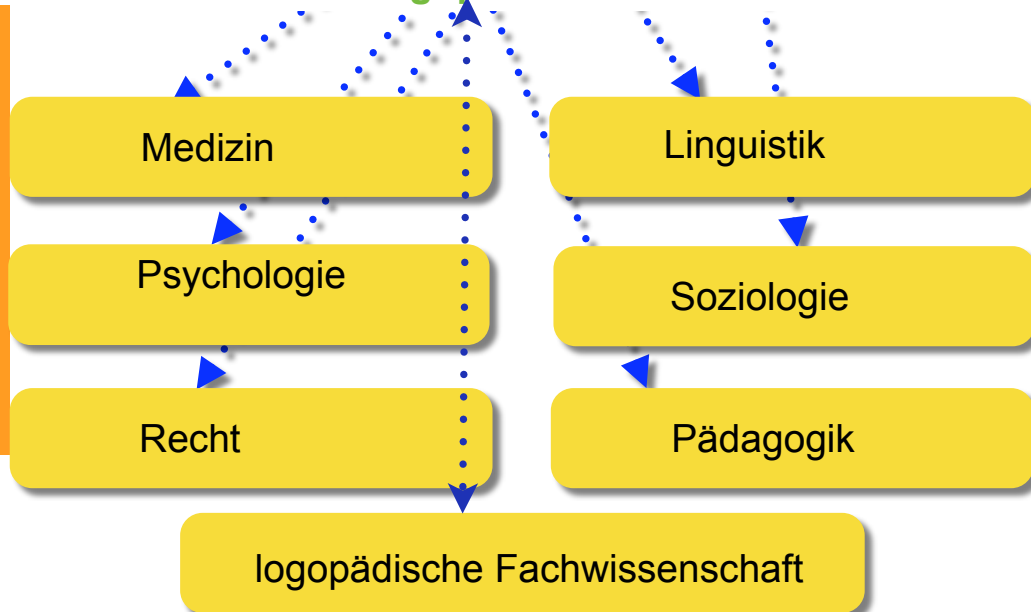 Medizin
Linguistik
Psychologie
Soziologie
Recht
Pädagogik
logopädische Fachwissenschaft